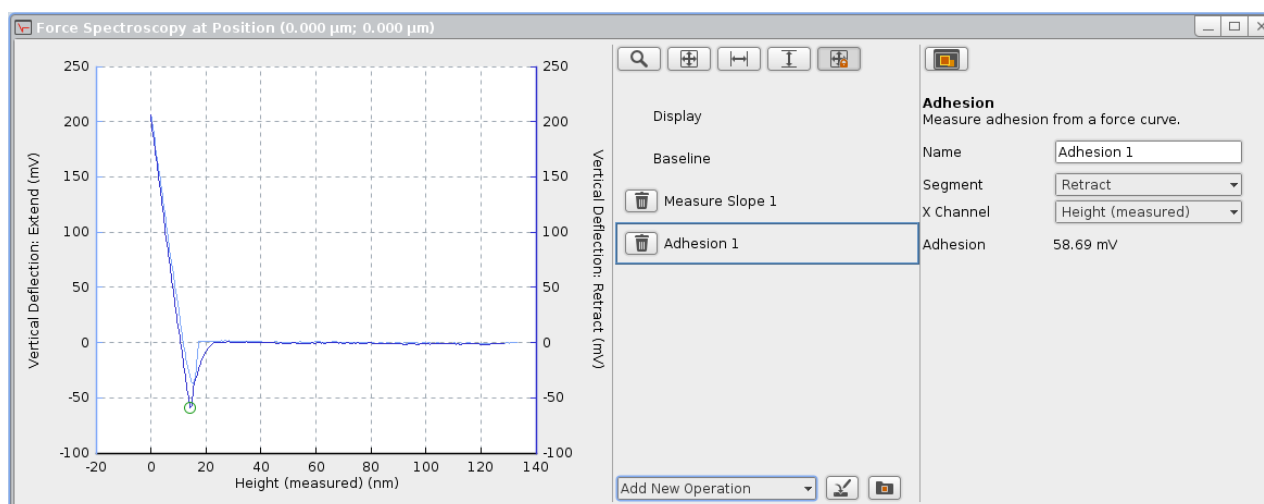 Force Spectroscopy at Position (0.000 µm; 0.000 µm)
250
200
150
100
50
0
-50
-100
Vertical Deflection: Extend (mV)
250
200
150
100
50
0
-50
-100
Vertical Deflection: Retract (mV)
-20 0 20 40 60 80 100 120 140
Height (measured) (nm)
Display
Baseline
Measure Slope 1
Adhesion 1
Add New Operation
Adhesion
Measure adhesion from a force curve.
Name Adhesion 1
Segment Retract
X Channel Height (measured)
Adhesion 58.69 mV